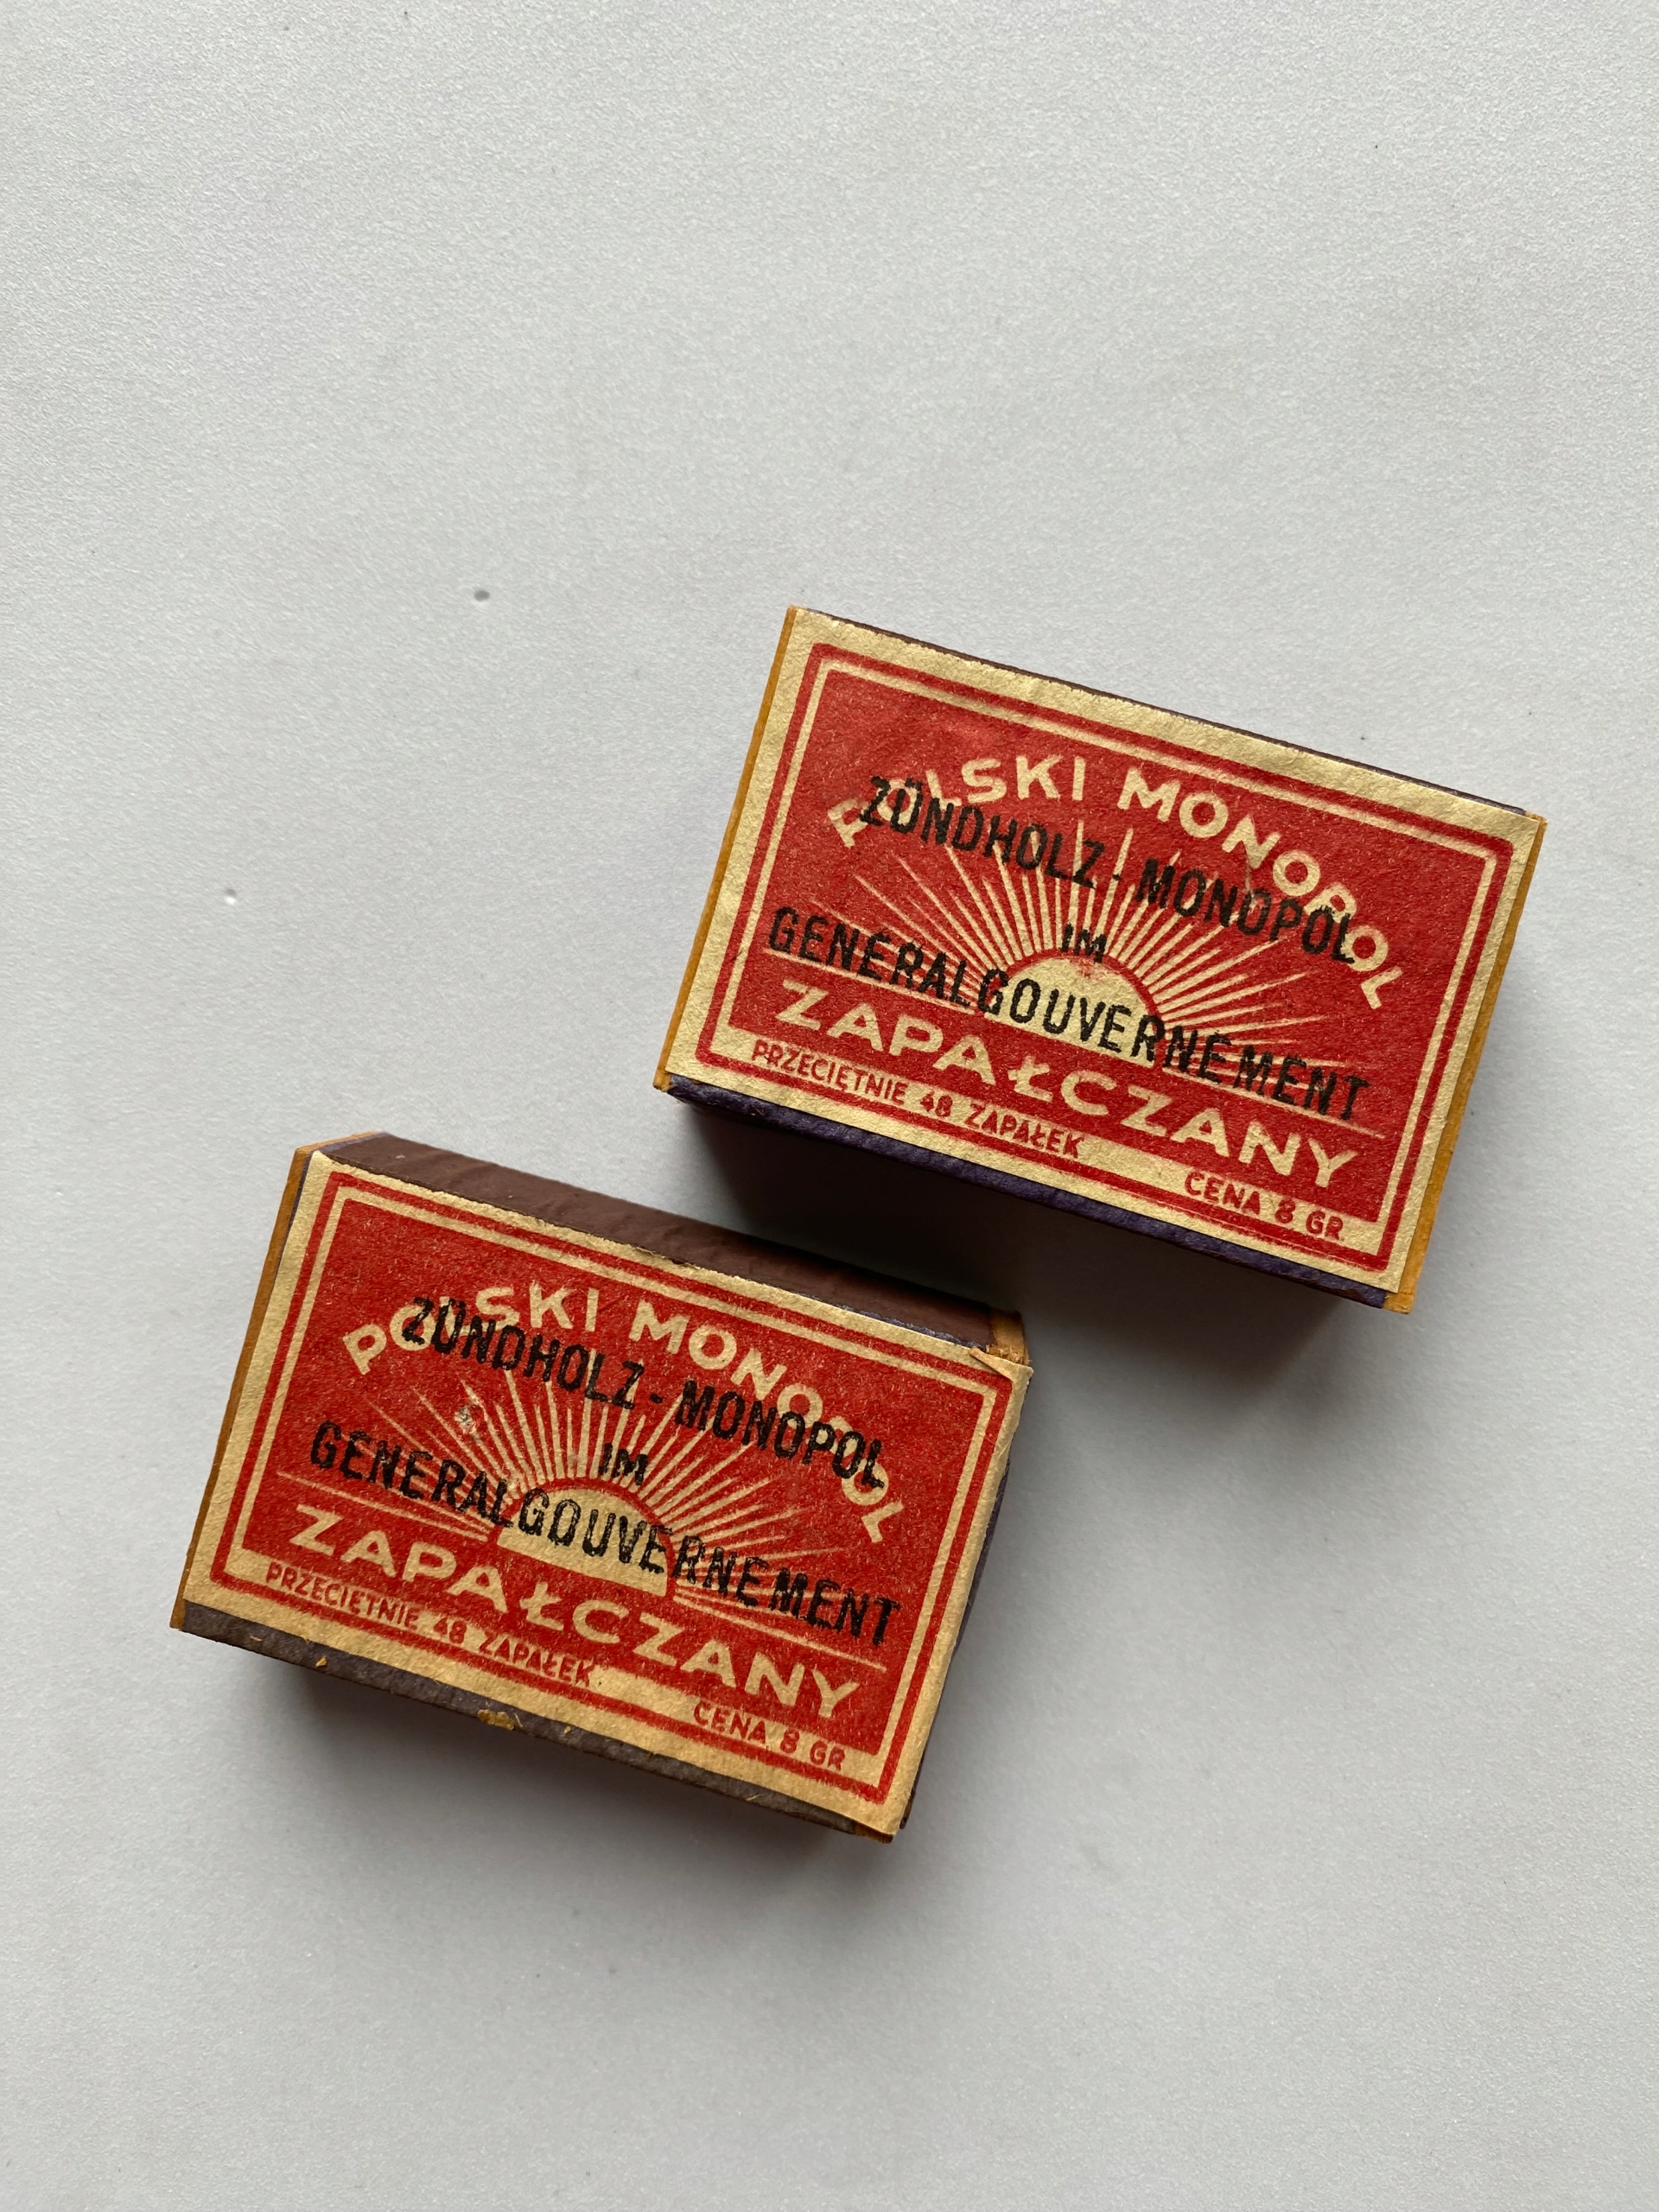 POLSKI MONOPOL
ZÜNDHOLZ-MONOPOL
IM
GENERALGOUVERNEMENT
ZAPAŁCZANY
PRZECIĘTNIE 48 ZAPAŁEK CENA 8 GR
POLSKI MONOPOL
ZÜNDHOLZ-MONOPOL
IM
GENERALGOUVERNEMENT
ZAPAŁCZANY
PRZECIĘTNIE 48 ZAPAŁEK CENA 8 GR